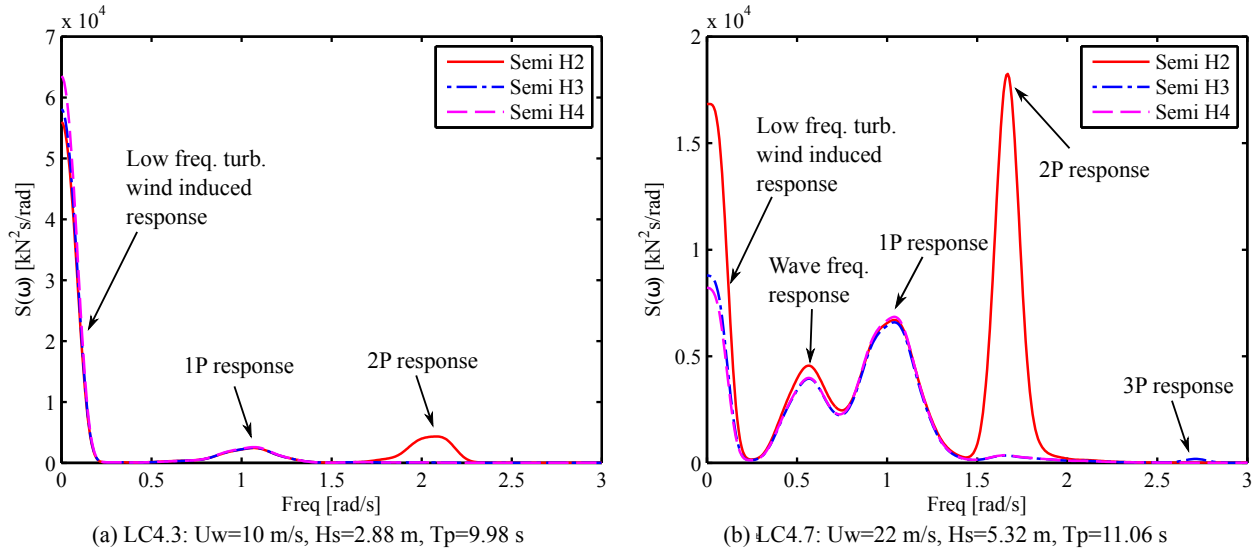 x 10⁴
8
7
6
5
4
3
2
1
0
S(ω) [kN²s/rad]
Semi H2
Semi H3
Semi H4
Low freq. turb.
wind induced
response
1P response
2P response
0 0.5 1 1.5 2 2.5 3
Freq [rad/s]
(a) LC4.3: Uw=10 m/s, Hs=2.88 m, Tp=9.98 s
x 10⁴
2
1.5
1
0.5
0
S(ω) [kN²s/rad]
Semi H2
Semi H3
Semi H4
Low freq. turb.
wind induced
response
2P response
1P response
Wave freq.
response
3P response
0 0.5 1 1.5 2 2.5 3
Freq [rad/s]
(b) LC4.7: Uw=22 m/s, Hs=5.32 m, Tp=11.06 s